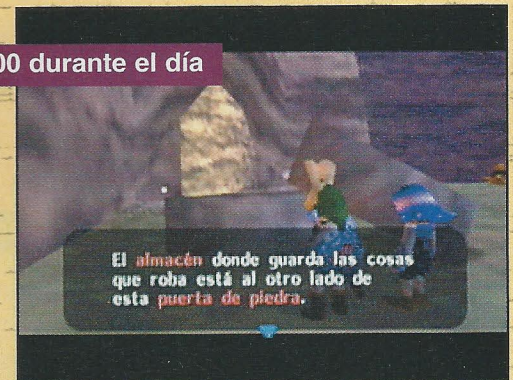 00 durante el día
El almacén donde guarda las cosas
que roba está al otro lado de
esta puerta de piedra.